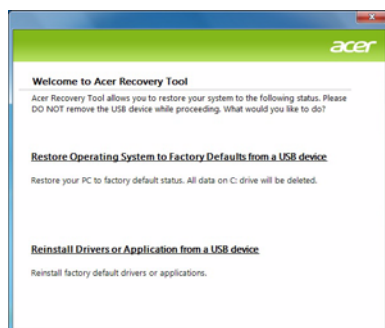 acer
Welcome to Acer Recovery Tool
Acer Recovery Tool allows you to restore your system to the following status. Please
DO NOT remove the USB device while proceeding. What would you like to do?
Restore Operating System to Factory Defaults from a USB device
Restore your PC to factory default status. All data on C: drive will be deleted.
Reinstall Drivers or Application from a USB device
Reinstall factory default drivers or applications.